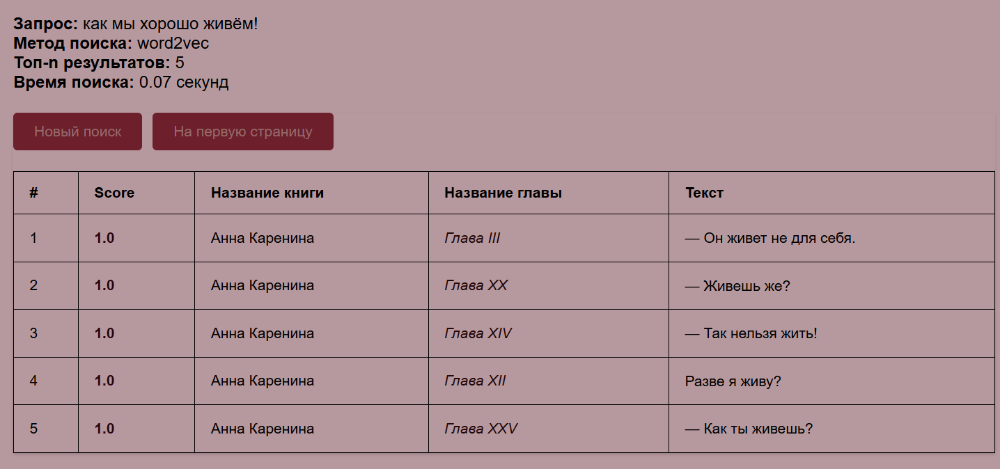 Запрос: как мы хорошо живём!
Метод поиска: word2vec
Топ-n результатов: 5
Время поиска: 0.07 секунд
Новый поиск На первую страницу
# Score Название книги Название главы Текст
1 1.0 Анна Каренина Глава III — Он живет не для себя.
2 1.0 Анна Каренина Глава XX — Живешь же?
3 1.0 Анна Каренина Глава XIV — Так нельзя жить!
4 1.0 Анна Каренина Глава XII Разве я живу?
5 1.0 Анна Каренина Глава XXV — Как ты живешь?